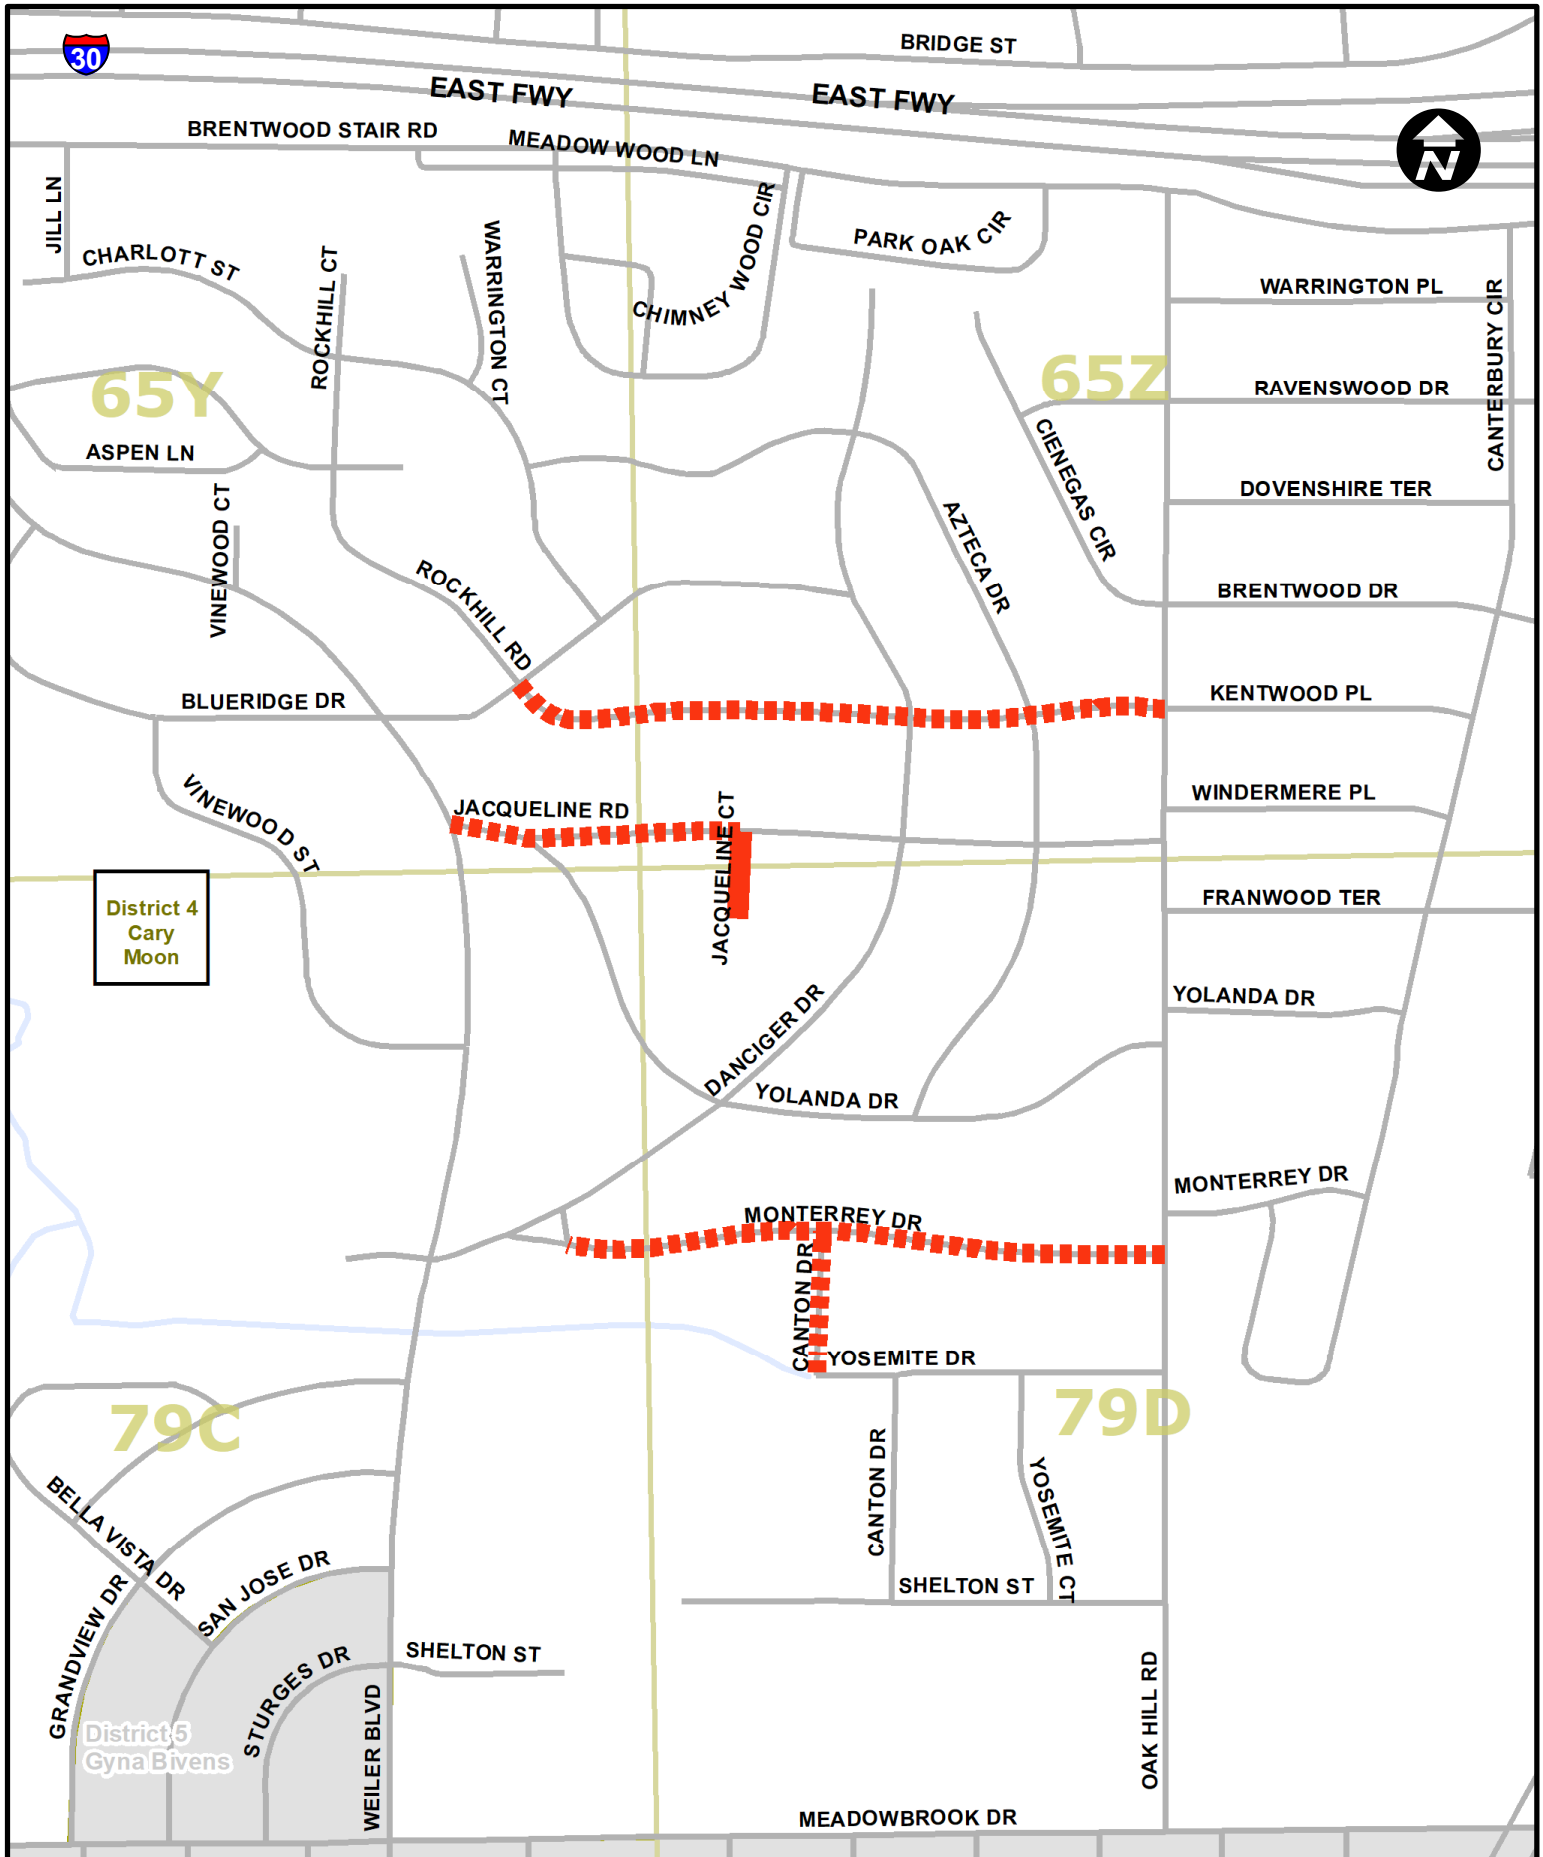 BRIDGE ST
30
EAST FWY
EAST FWY
BRENTWOOD STAIR RD
MEADOW WOOD LN
N
JILL LN
CHARLOTT ST
ROCKHILL CT
WARRINGTON CT
CHIMNEY WOOD CIR
PARK OAK CIR
WARRINGTON PL
CANTERBURY CIR
65Y
65Z
RAVENSWOOD DR
ASPEN LN
CIENEGAS CIR
DOVENSHIRE TER
VINEWOOD CT
AZTECA DR
ROCKHILL RD
BRENTWOOD DR
BLUERIDGE DR
KENTWOOD PL
VINEWOOD ST
JACQUELINE RD
JACQUELINE CT
WINDERMERE PL
District 4
Cary
Moon
FRANWOOD TER
YOLANDA DR
DANCIGER DR
YOLANDA DR
MONTERREY DR
MONTERREY DR
CANTON DR
YOSEMITE DR
79C
79D
BELLA VISTA DR
CANTON DR
YOSEMITE CT
SAN JOSE DR
GRANDVIEW DR
SHELTON ST
STURGES DR
SHELTON ST
District 5
Gyna Bivens
WEILER BLVD
OAK HILL RD
MEADOWBROOK DR